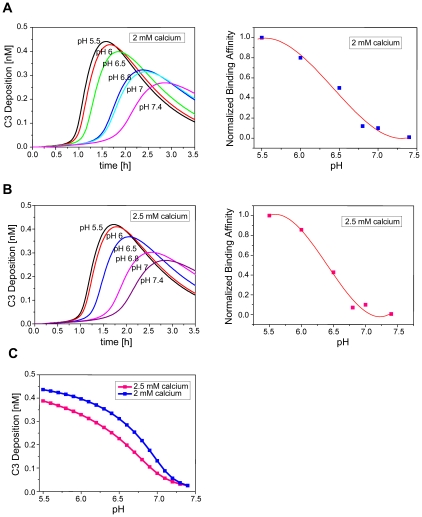 A
C3 Deposition [nM]
0.5
0.4
0.3
0.2
0.1
0.0
2 mM calcium
pH 5.5
pH 6
pH 6.5
pH 6.8
pH 7
pH 7.4
0.0 0.5 1.0 1.5 2.0 2.5 3.0 3.5
time [h]
Normalized Binding Affinity
1.0
0.8
0.6
0.4
0.2
0.0
2 mM calcium
5.5 6.0 6.5 7.0 7.5
pH
B
C3 Deposition [nM]
0.5
0.4
0.3
0.2
0.1
0.0
2.5 mM calcium
pH 5.5
pH 6
pH 6.5
pH 6.8
pH 7
pH 7.4
0.0 0.5 1.0 1.5 2.0 2.5 3.0 3.5
time [h]
Normalized Binding Affinity
1.0
0.8
0.6
0.4
0.2
0.0
2.5 mM calcium
5.5 6.0 6.5 7.0 7.5
pH
C
C3 Deposition [nM]
0.5
0.4
0.3
0.2
0.1
0.0
2.5 mM calcium
2 mM calcium
5.5 6.0 6.5 7.0 7.5
pH